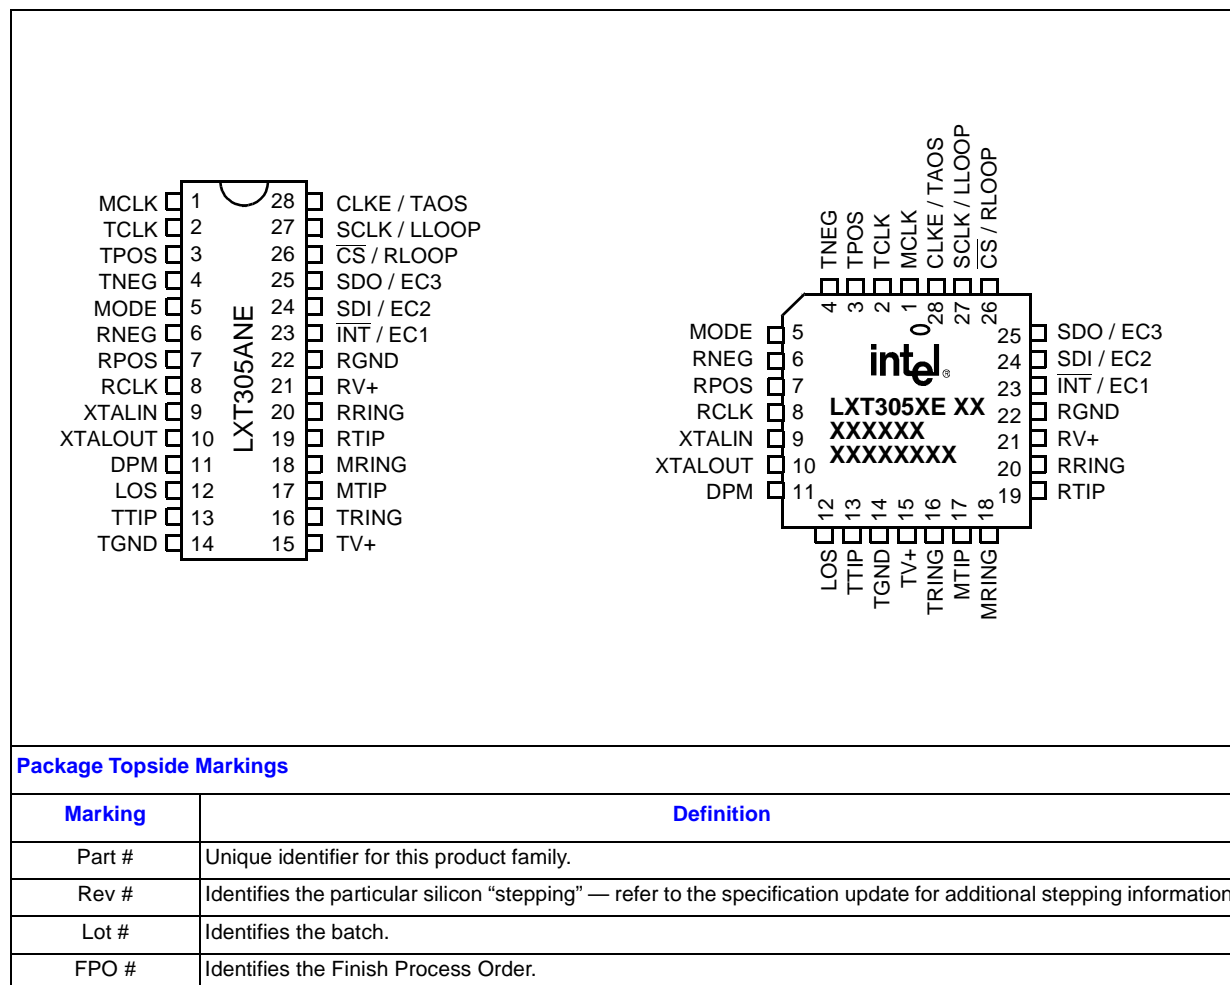 MCLK 1 28 CLKE / TAOS
TCLK 2 27 SCLK / LLOOP
TPOS 3 26 CS / RLOOP
TNEG 4 25 SDO / EC3
MODE 5 24 SDI / EC2
RNEG 6 23 INT / EC1
RPOS 7 22 RGND
RCLK 8 21 RV+
XTALIN 9 20 RRING
XTALOUT 10 19 RTIP
DPM 11 18 MRING
LOS 12 17 MTIP
TTIP 13 16 TRING
TGND 14 15 TV+
LXT305ANE
TNEG TPOS TCLK MCLK CLKE / TAOS SCLK / LLOOP CS / RLOOP
4 3 2 1 28 27 26
MODE 5 25 SDO / EC3
RNEG 6 24 SDI / EC2
RPOS 7 23 INT / EC1
RCLK 8 22 RGND
XTALIN 9 21 RV+
XTALOUT 10 20 RRING
DPM 11 19 RTIP
intel®
LXT305XE XX
XXXXXX
XXXXXXXX
12 13 14 15 16 17 18
LOS TTIP TGND TV+ TRING MTIP MRING
Package Topside Markings
Marking Definition
Part # Unique identifier for this product family.
Rev # Identifies the particular silicon “stepping” — refer to the specification update for additional stepping information
Lot # Identifies the batch.
FPO # Identifies the Finish Process Order.